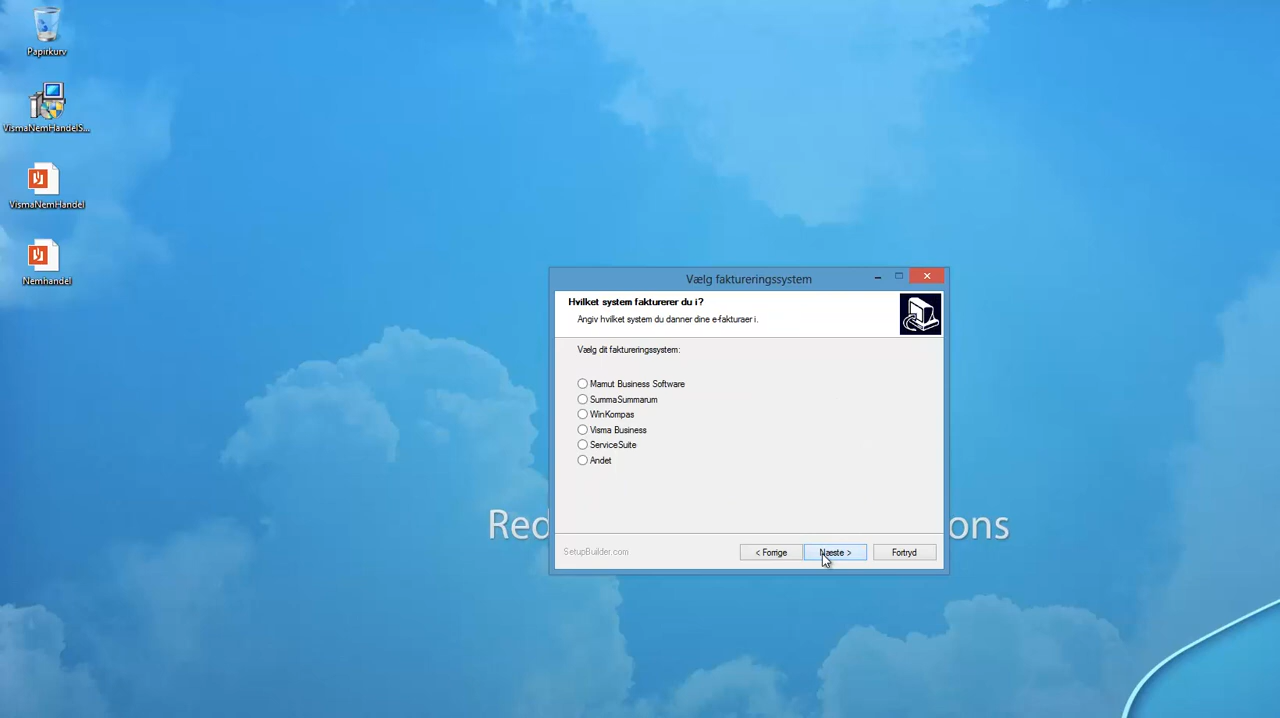 Papirkurv
VismaNemHandelS...
VismaNemHandel
Nemhandel
Vælg faktureringssystem
Hvilket system fakturerer du i?
Angiv hvilket system du danner dine e-fakturaer i.
Vælg dit faktureringssystem:
Mamut Business Software
SummaSummarum
WinKompas
Visma Business
ServiceSuite
Andet
Red
ons
SetupBuilder.com
< Forrige
Næste >
Fortryd